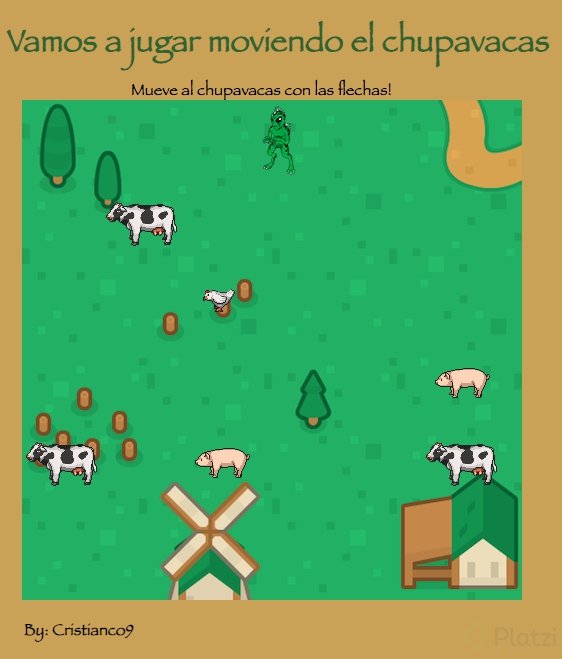 Vamos a jugar moviendo el chupavacas
Mueve al chupavacas con las flechas!
By: Cristianco9
Platzi